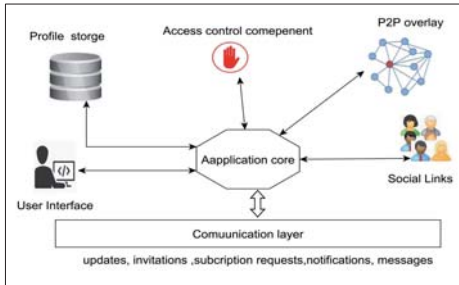 Profile storge
Access control comepenent
P2P overlay
Aapplication core
User Interface
Social Links
Comuunication layer
updates, invitations ,subcription requests,notifications, messages